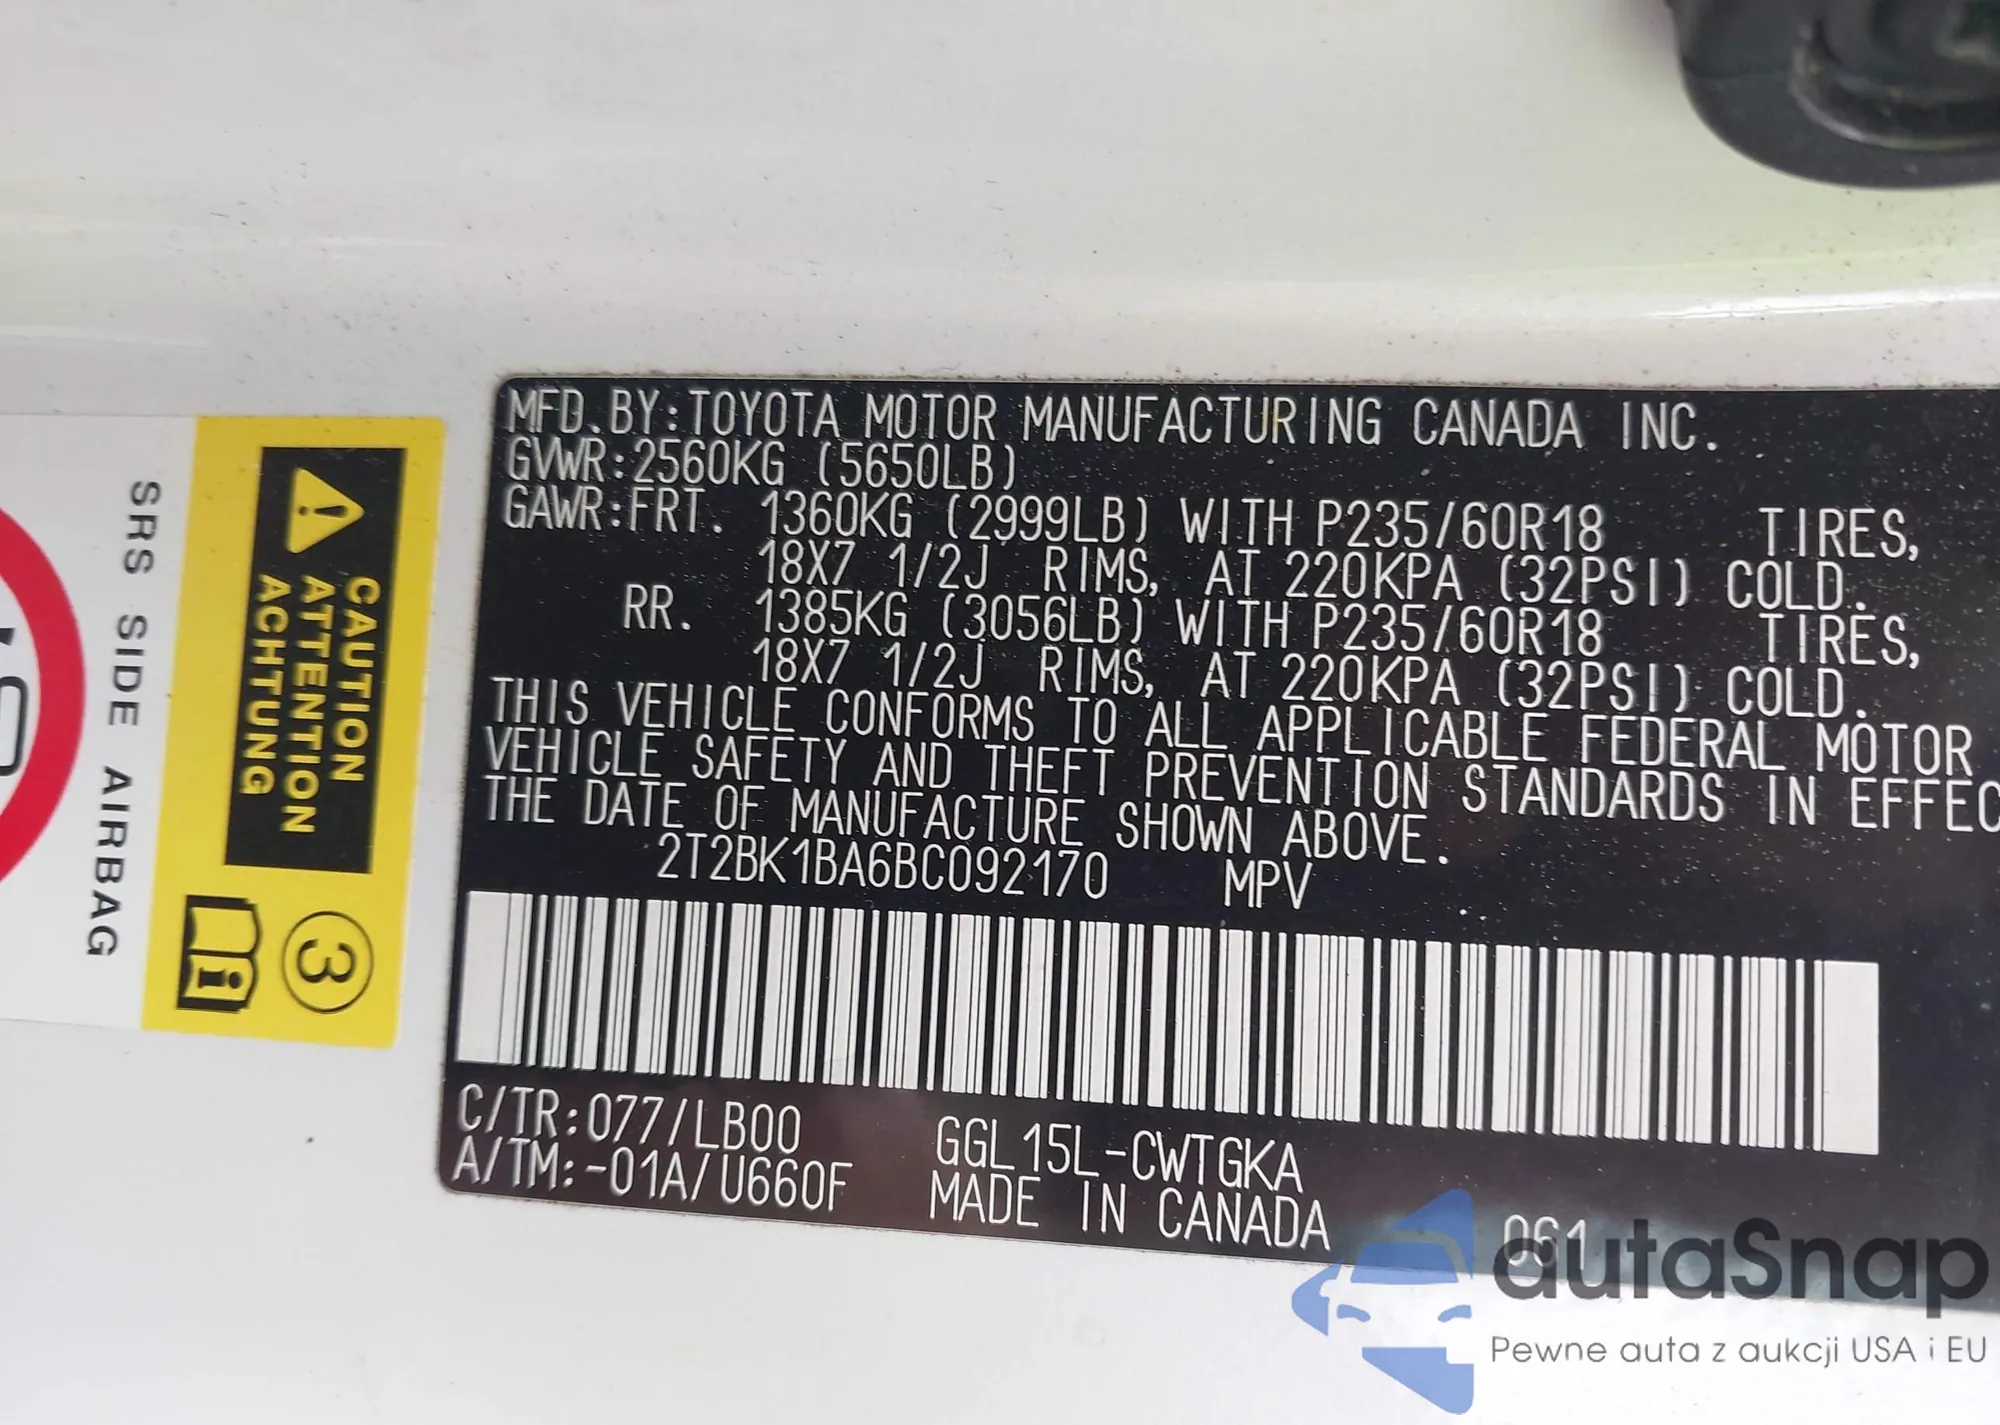 MFD. BY: TOYOTA MOTOR MANUFACTURING CANADA INC.
GVWR: 2560KG (5650LB)
GAWR: FRT. 1360KG (2999LB) WITH P235/60R18 TIRES,
18X7 1/2J RIMS, AT 220KPA (32PSI) COLD.
RR. 1385KG (3056LB) WITH P235/60R18 TIRES,
18X7 1/2J RIMS, AT 220KPA (32PSI) COLD.
THIS VEHICLE CONFORMS TO ALL APPLICABLE FEDERAL MOTOR
VEHICLE SAFETY AND THEFT PREVENTION STANDARDS IN EFFEC
THE DATE OF MANUFACTURE SHOWN ABOVE.
2T2BK1BA6BC092170 MPV
C/TR: 077/LB00 GGL15L-CWTGKA
A/TM: -01A/U660F MADE IN CANADA 061
CAUTION
ATTENTION
ACHTUNG
3
SRS SIDE AIRBAG
autaSnap
Pewne auta z aukcji USA i EU